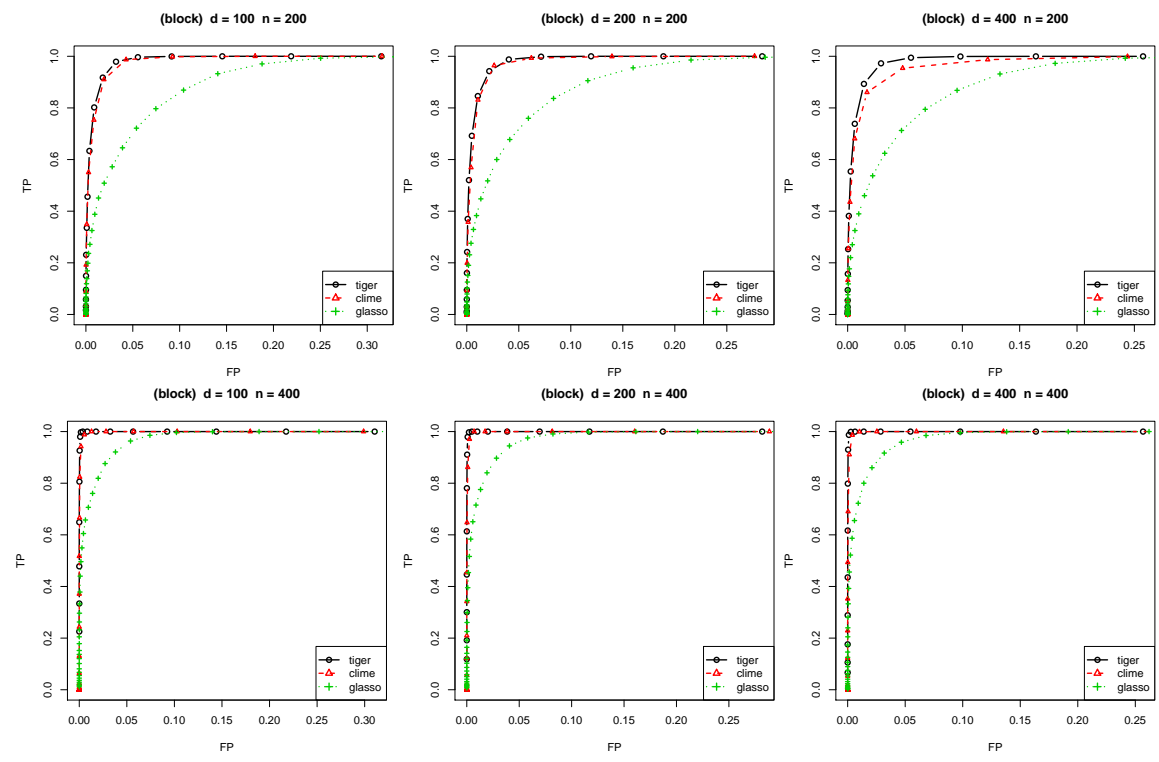 (block) d = 100 n = 200
TP
0.0 0.2 0.4 0.6 0.8 1.0
0.00 0.05 0.10 0.15 0.20 0.25 0.30
FP
tiger
clime
glasso
(block) d = 200 n = 200
TP
0.0 0.2 0.4 0.6 0.8 1.0
0.00 0.05 0.10 0.15 0.20 0.25
FP
tiger
clime
glasso
(block) d = 400 n = 200
TP
0.0 0.2 0.4 0.6 0.8 1.0
0.00 0.05 0.10 0.15 0.20 0.25
FP
tiger
clime
glasso
(block) d = 100 n = 400
TP
0.0 0.2 0.4 0.6 0.8 1.0
0.00 0.05 0.10 0.15 0.20 0.25 0.30
FP
tiger
clime
glasso
(block) d = 200 n = 400
TP
0.0 0.2 0.4 0.6 0.8 1.0
0.00 0.05 0.10 0.15 0.20 0.25
FP
tiger
clime
glasso
(block) d = 400 n = 400
TP
0.0 0.2 0.4 0.6 0.8 1.0
0.00 0.05 0.10 0.15 0.20 0.25
FP
tiger
clime
glasso